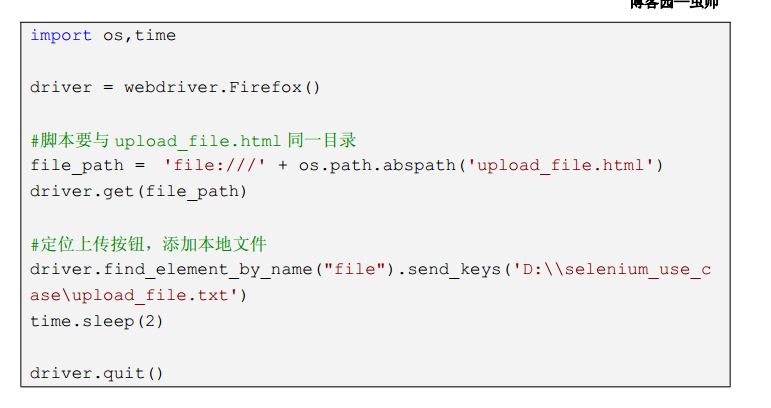 博客园—虫师
import os,time
driver = webdriver.Firefox()
#脚本要与 upload_file.html 同一目录
file_path =  'file:///' + os.path.abspath('upload_file.html')
driver.get(file_path)
#定位上传按钮，添加本地文件
driver.find_element_by_name("file").send_keys('D:\\selenium_use_c
ase\upload_file.txt')
time.sleep(2)
driver.quit()